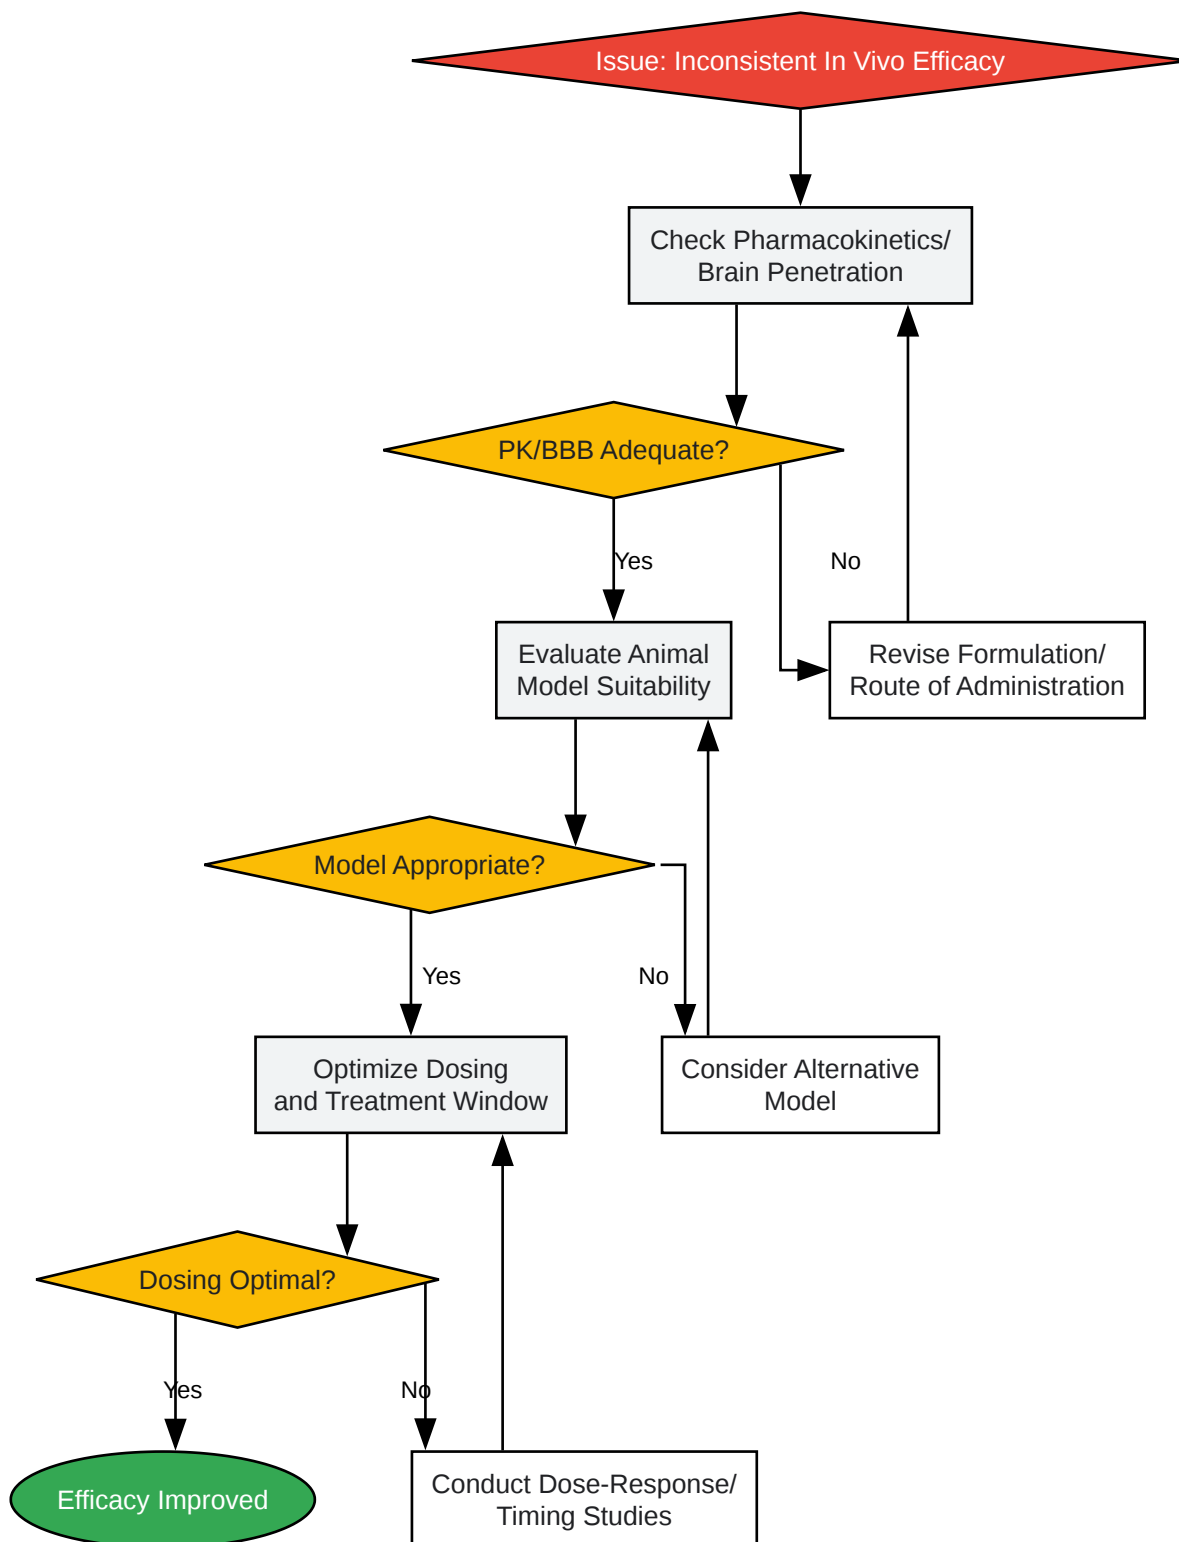 Issue: Inconsistent In Vivo Efficacy
Check Pharmacokinetics/
Brain Penetration
PK/BBB Adequate?
Yes
No
Evaluate Animal
Model Suitability
Revise Formulation/
Route of Administration
Model Appropriate?
Yes
No
Optimize Dosing
and Treatment Window
Consider Alternative
Model
Dosing Optimal?
Yes
No
Efficacy Improved
Conduct Dose-Response/
Timing Studies